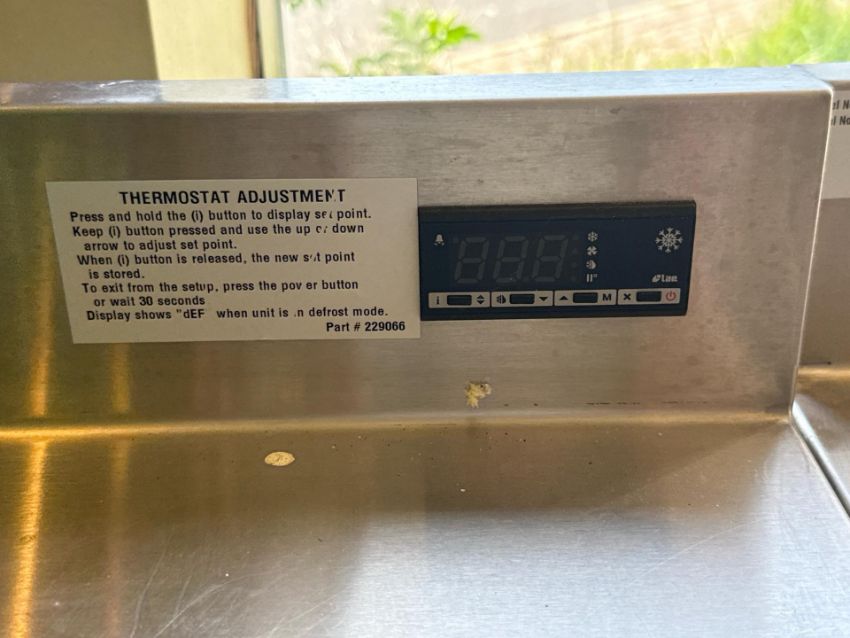 THERMOSTAT ADJUSTMENT
Press and hold the (i) button to display set point.
Keep (i) button pressed and use the up or down
arrow to adjust set point.
When (i) button is released, the new set point
is stored.
To exit from the setup, press the power button
or wait 30 seconds
Display shows "dEF" when unit is in defrost mode.
Part # 229066
i
M